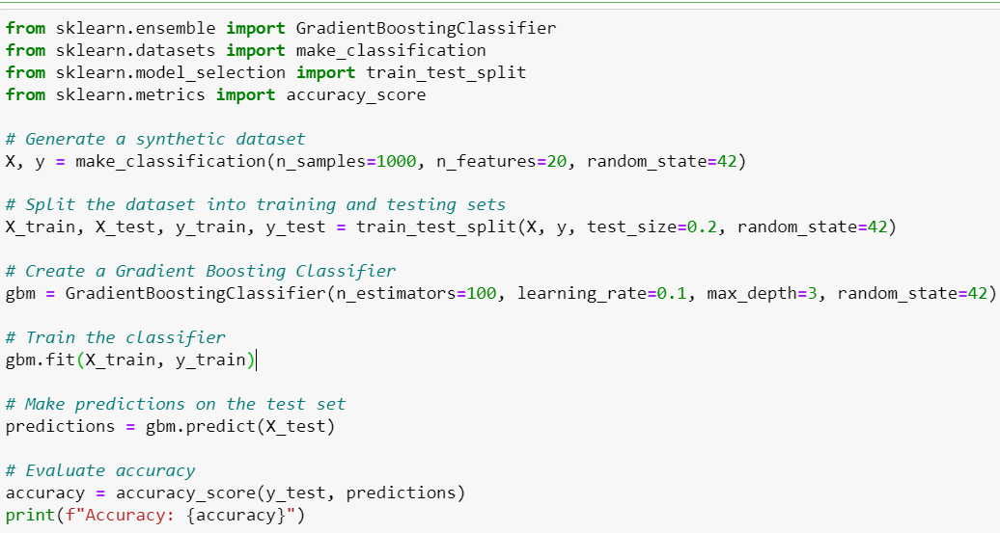 from sklearn.ensemble import GradientBoostingClassifier
from sklearn.datasets import make_classification
from sklearn.model_selection import train_test_split
from sklearn.metrics import accuracy_score
# Generate a synthetic dataset
X, y = make_classification(n_samples=1000, n_features=20, random_state=42)
# Split the dataset into training and testing sets
X_train, X_test, y_train, y_test = train_test_split(X, y, test_size=0.2, random_state=42)
# Create a Gradient Boosting Classifier
gbm = GradientBoostingClassifier(n_estimators=100, learning_rate=0.1, max_depth=3, random_state=42)
# Train the classifier
gbm.fit(X_train, y_train)
# Make predictions on the test set
predictions = gbm.predict(X_test)
# Evaluate accuracy
accuracy = accuracy_score(y_test, predictions)
print(f"Accuracy: {accuracy}")